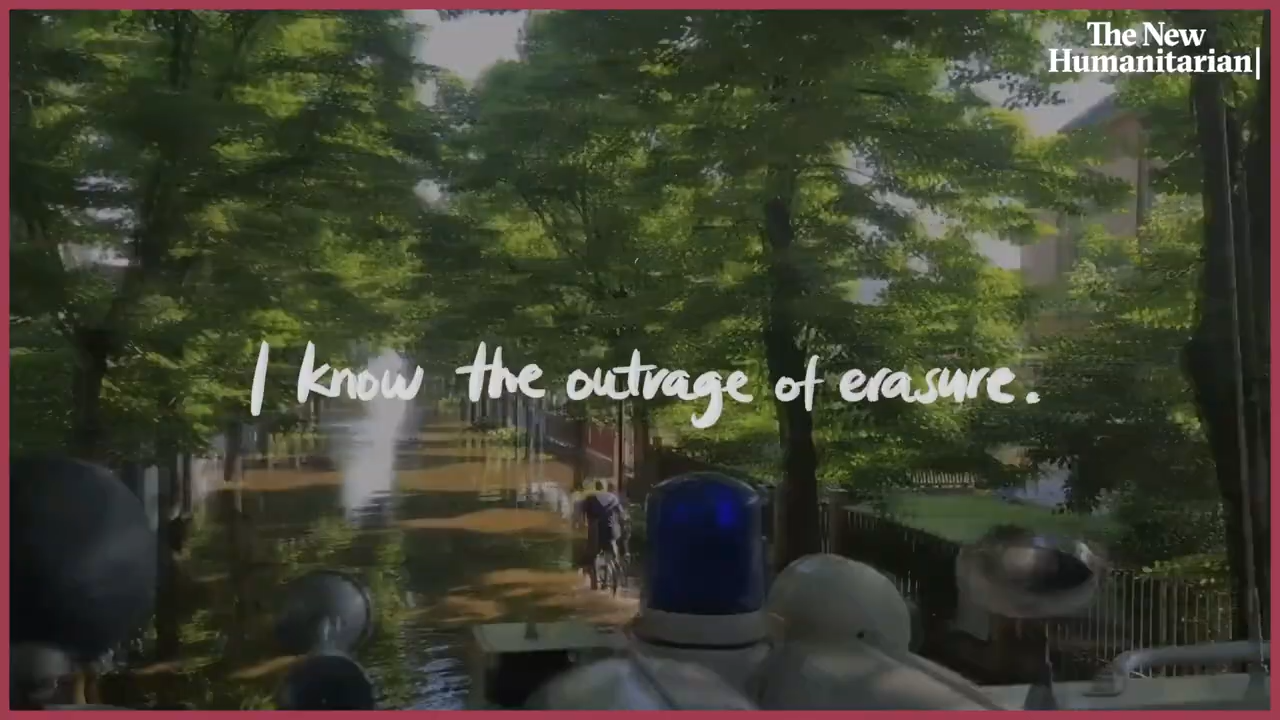 The New
Humanitarian
I know the outrage of erasure.